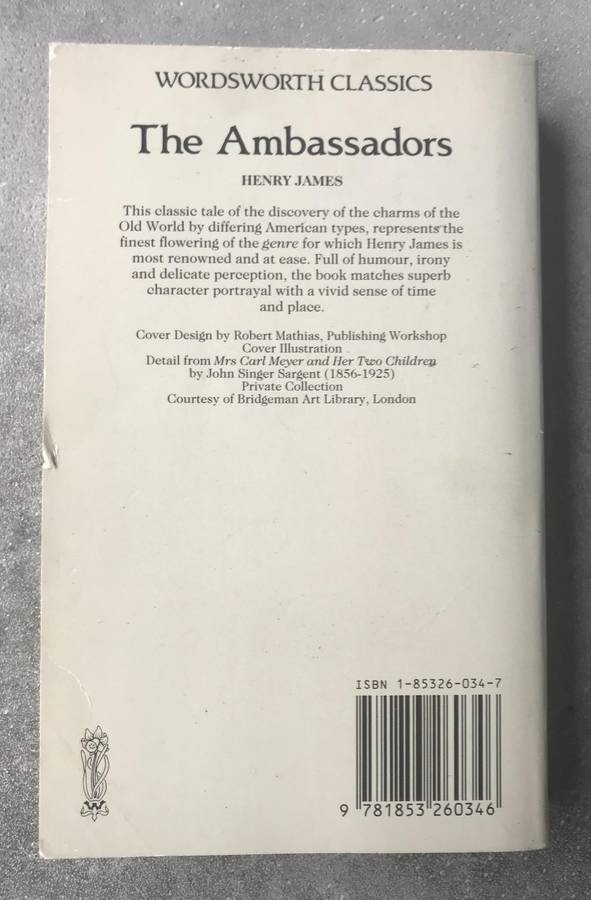 WORDSWORTH CLASSICS
The Ambassadors
HENRY JAMES
This classic tale of the discovery of the charms of the
Old World by differing American types, represents the
finest flowering of the genre for which Henry James is
most renowned and at ease. Full of humour, irony
and delicate perception, the book matches superb
character portrayal with a vivid sense of time
and place.
Cover Design by Robert Mathias, Publishing Workshop
Cover Illustration
Detail from Mrs Carl Meyer and Her Two Children
by John Singer Sargent (1856-1925)
Private Collection
Courtesy of Bridgeman Art Library, London
ISBN 1-85326-034-7
9 781853 260346
W